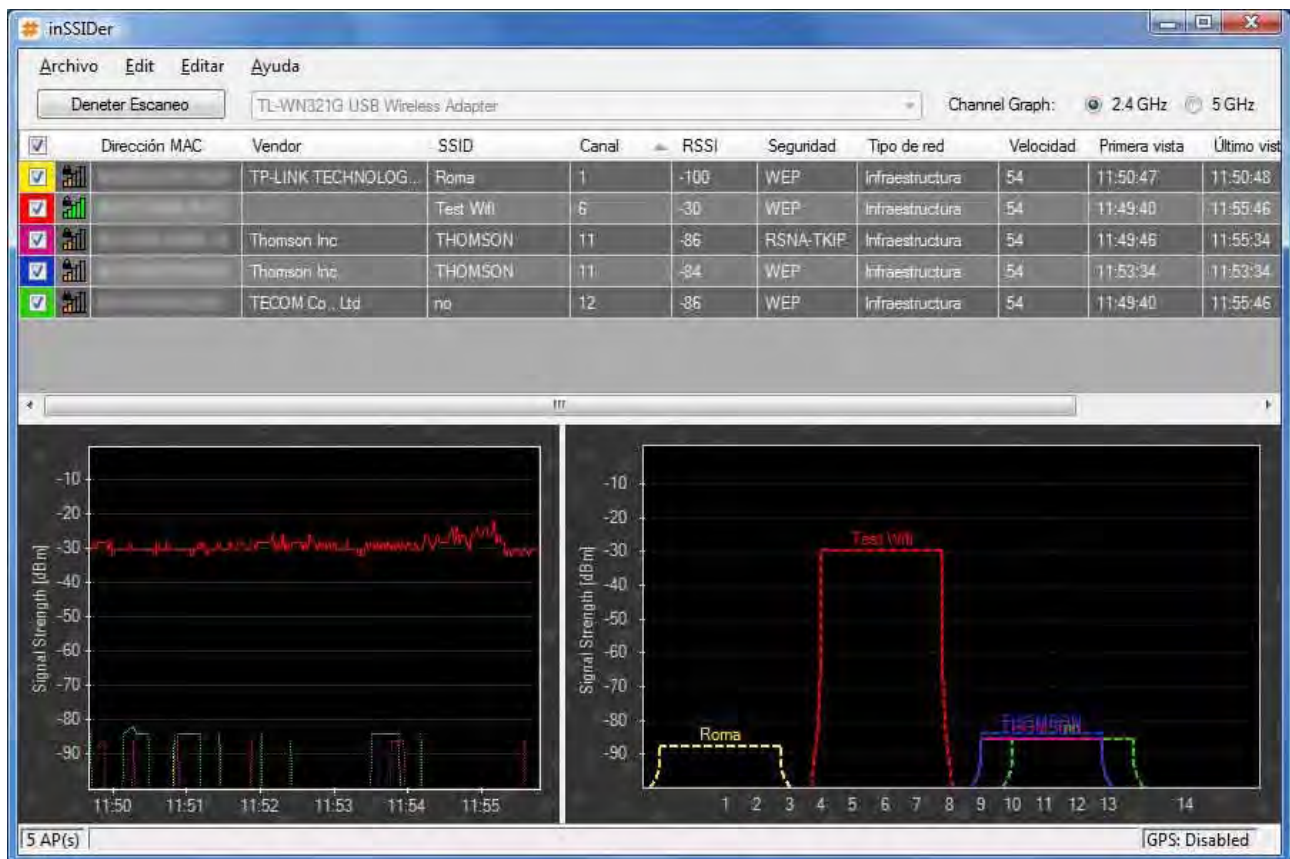 inSSIDer
Archivo Edit Editar Ayuda
Deneter Escaneo TL-WN321G USB Wireless Adapter Channel Graph: 2.4 GHz 5 GHz
Dirección MAC Vendor SSID Canal RSSI Seguridad Tipo de red Velocidad Primera vista Último vist
TP-LINK TECHNOLOG... Roma 1 -100 WEP Infraestructura 54 11:50:47 11:50:48
Test Wifi 6 -30 WEP Infraestructura 54 11:49:40 11:55:46
Thomson Inc THOMSON 11 -86 RSNA-TKIP Infraestructura 54 11:49:46 11:55:34
Thomson Inc THOMSON 11 -84 WEP Infraestructura 54 11:53:34 11:53:34
TECOM Co., Ltd no 12 -86 WEP Infraestructura 54 11:49:40 11:55:46
Signal Strength [dBm]
-10
-20
-30
-40
-50
-60
-70
-80
-90
11:50 11:51 11:52 11:53 11:54 11:55
Signal Strength [dBm]
-10
-20
-30
-40
-50
-60
-70
-80
-90
Test Wifi
Roma
THOMSON
1 2 3 4 5 6 7 8 9 10 11 12 13 14
5 AP(s) GPS: Disabled